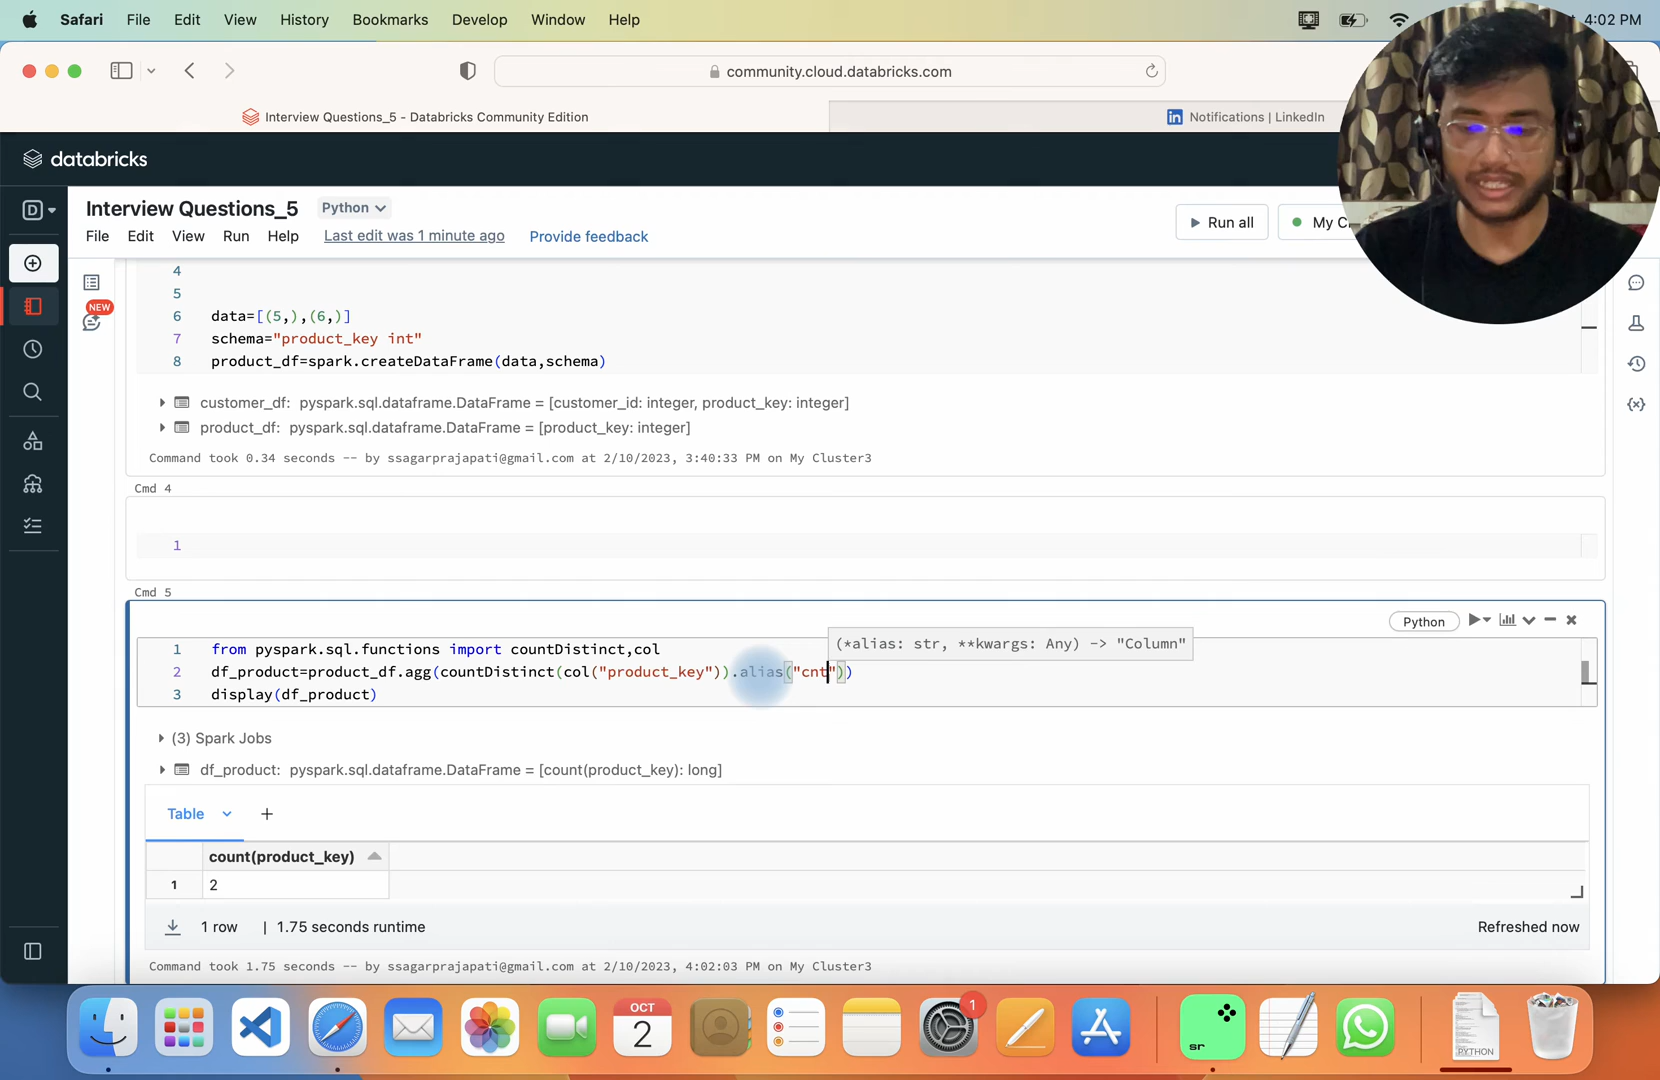 Safari File Edit View History Bookmarks Develop Window Help 4:02 PM
community.cloud.databricks.com
Interview Questions_5 - Databricks Community Edition
Notifications | LinkedIn
databricks
D
Interview Questions_5 Python
File Edit View Run Help Last edit was 1 minute ago Provide feedback
Run all
My C
NEW
4
5
6 data=[(5,),(6,)]
7 schema="product_key int"
8 product_df=spark.createDataFrame(data,schema)
customer_df: pyspark.sql.dataframe.DataFrame = [customer_id: integer, product_key: integer]
product_df: pyspark.sql.dataframe.DataFrame = [product_key: integer]
Command took 0.34 seconds -- by ssagarprajapati@gmail.com at 2/10/2023, 3:40:33 PM on My Cluster3
Cmd 4
1
Cmd 5
Python
(*alias: str, **kwargs: Any) -> "Column"
1 from pyspark.sql.functions import countDistinct,col
2 df_product=product_df.agg(countDistinct(col("product_key")).alias("cnt"))
3 display(df_product)
(3) Spark Jobs
df_product: pyspark.sql.dataframe.DataFrame = [count(product_key): long]
Table +
count(product_key)
1 2
1 row | 1.75 seconds runtime
Refreshed now
Command took 1.75 seconds -- by ssagarprajapati@gmail.com at 2/10/2023, 4:02:03 PM on My Cluster3
OCT
2
1
sr
PYTHON